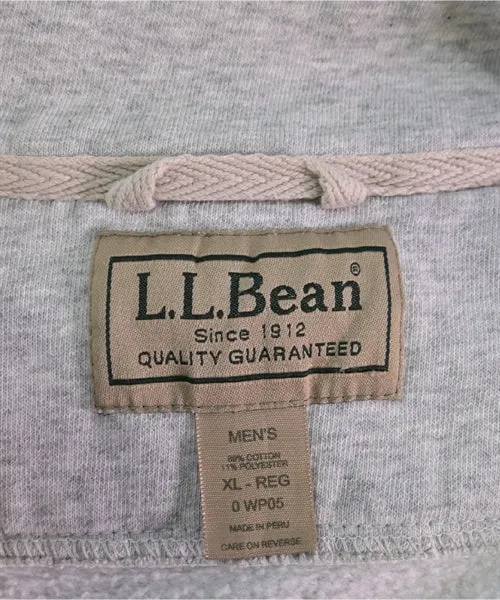 L.L.Bean®
Since 1912
QUALITY GUARANTEED
MEN'S
89% COTTON
11% POLYESTER
XL - REG
0 WP05
MADE IN PERU
CARE ON REVERSE